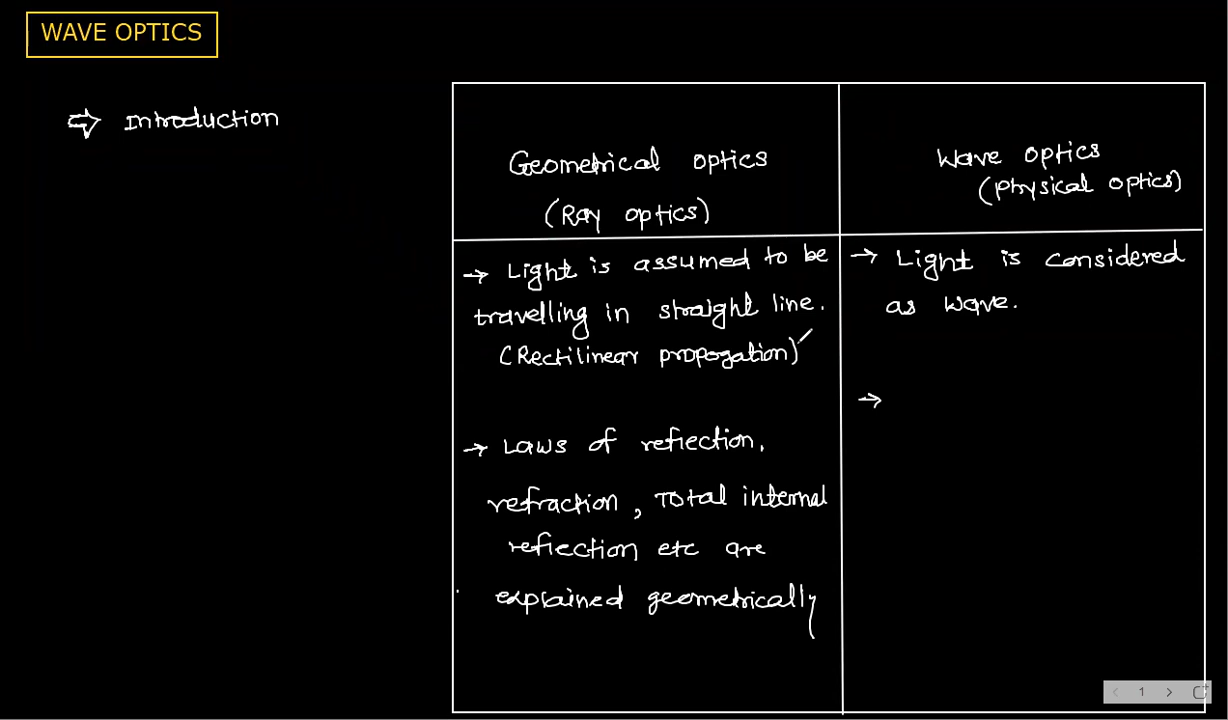 WAVE OPTICS
⇒ Introduction
Geometrical optics
(Ray optics)
Wave optics
(Physical optics)
→ Light is assumed to be
travelling in straight line.
(Rectilinear propogation)
→ Laws of reflection,
refraction, Total internal
reflection etc are
explained geometrically
→ Light is considered
as wave.
→
1